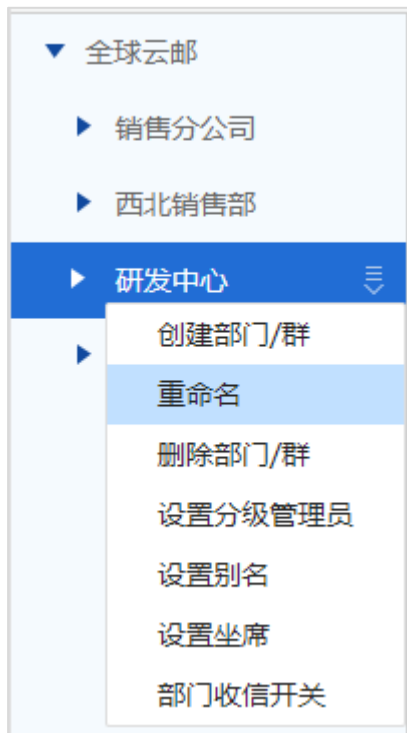 全球云邮
销售分公司
西北销售部
研发中心
创建部门/群
重命名
删除部门/群
设置分级管理员
设置别名
设置坐席
部门收信开关